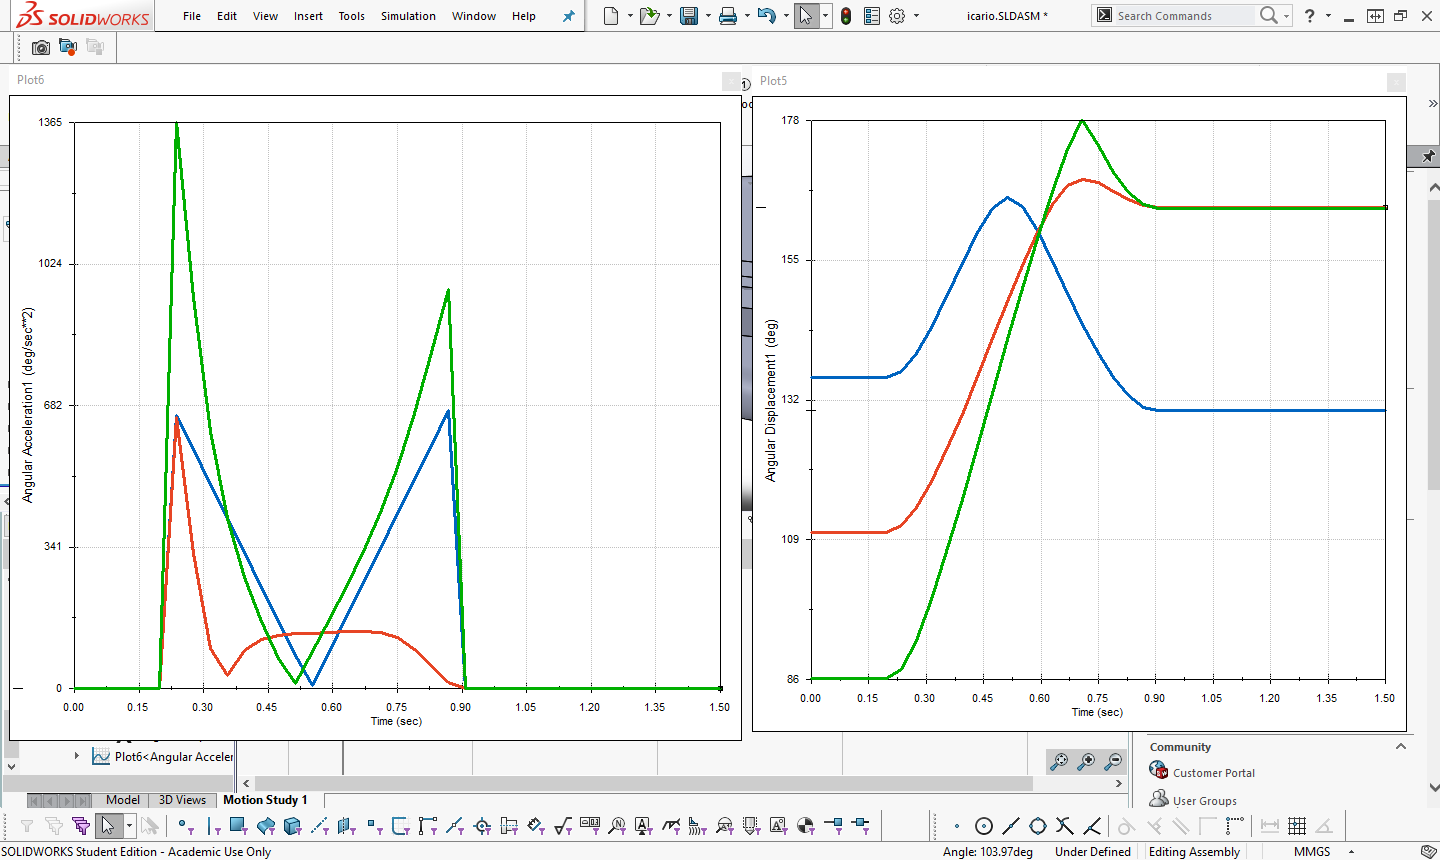 SOLIDWORKS File Edit View Insert Tools Simulation Window Help icario.SLDASM * Search Commands ?
Plot6
Plot5
1365
1024
682
341
0
Angular Acceleration1 (deg/sec**2)
0.00 0.15 0.30 0.45 0.60 0.75 0.90 1.05 1.20 1.35 1.50
Time (sec)
178
155
132
109
86
Angular Displacement1 (deg)
0.00 0.15 0.30 0.45 0.60 0.75 0.90 1.05 1.20 1.35 1.50
Time (sec)
Plot6<Angular Acceler
Community
Customer Portal
User Groups
Model 3D Views Motion Study 1
SOLIDWORKS Student Edition - Academic Use Only
Angle: 103.97deg Under Defined Editing Assembly MMGS